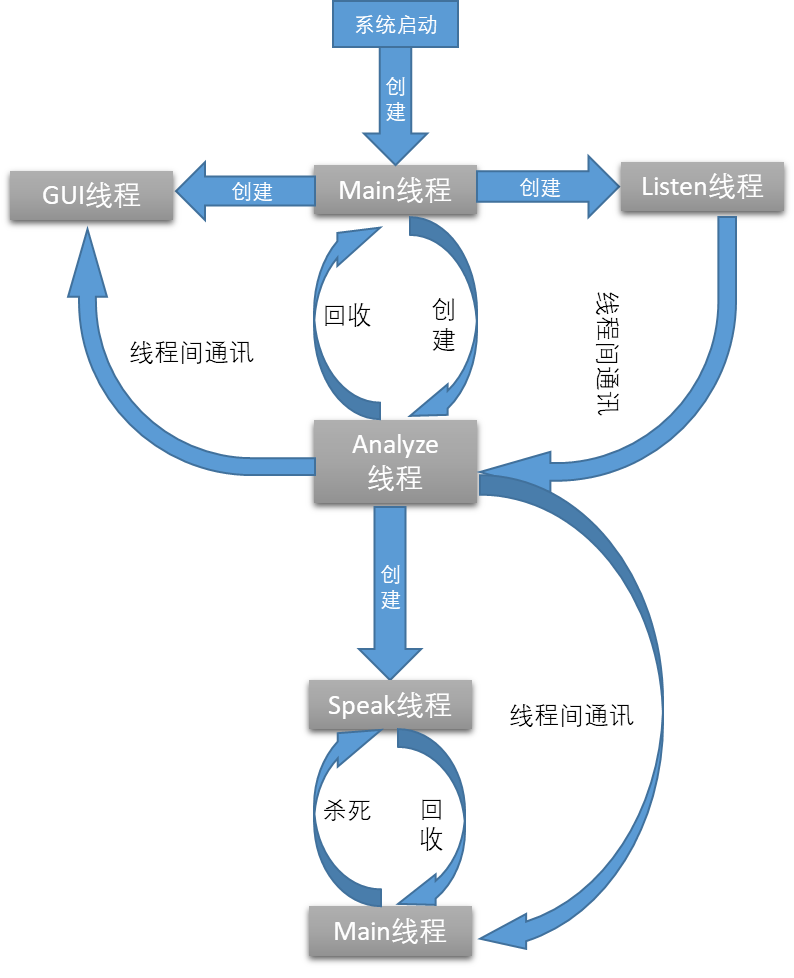 系统启动
创
建
GUI线程
创建
Main线程
创建
Listen线程
回收
创
建
线程间通讯
线程间通讯
Analyze
线程
创
建
Speak线程
线程间通讯
杀死
回
收
Main线程